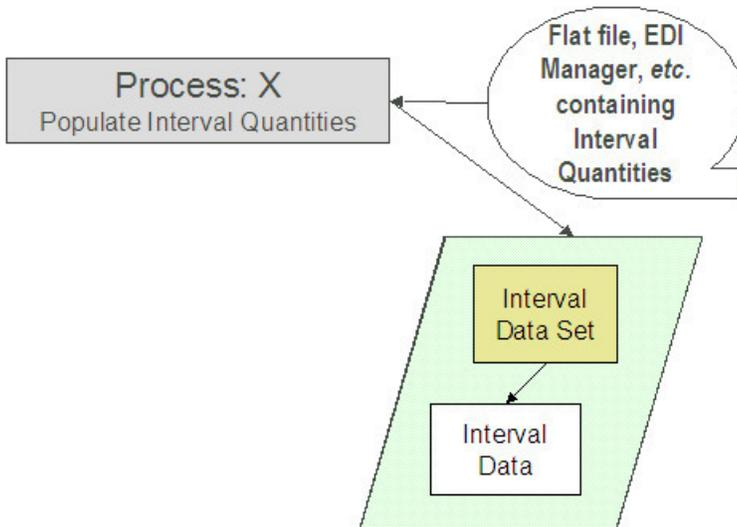 Process: X
Populate Interval Quantities
Flat file, EDI
Manager, etc.
containing
Interval
Quantities
Interval
Data Set
Interval
Data